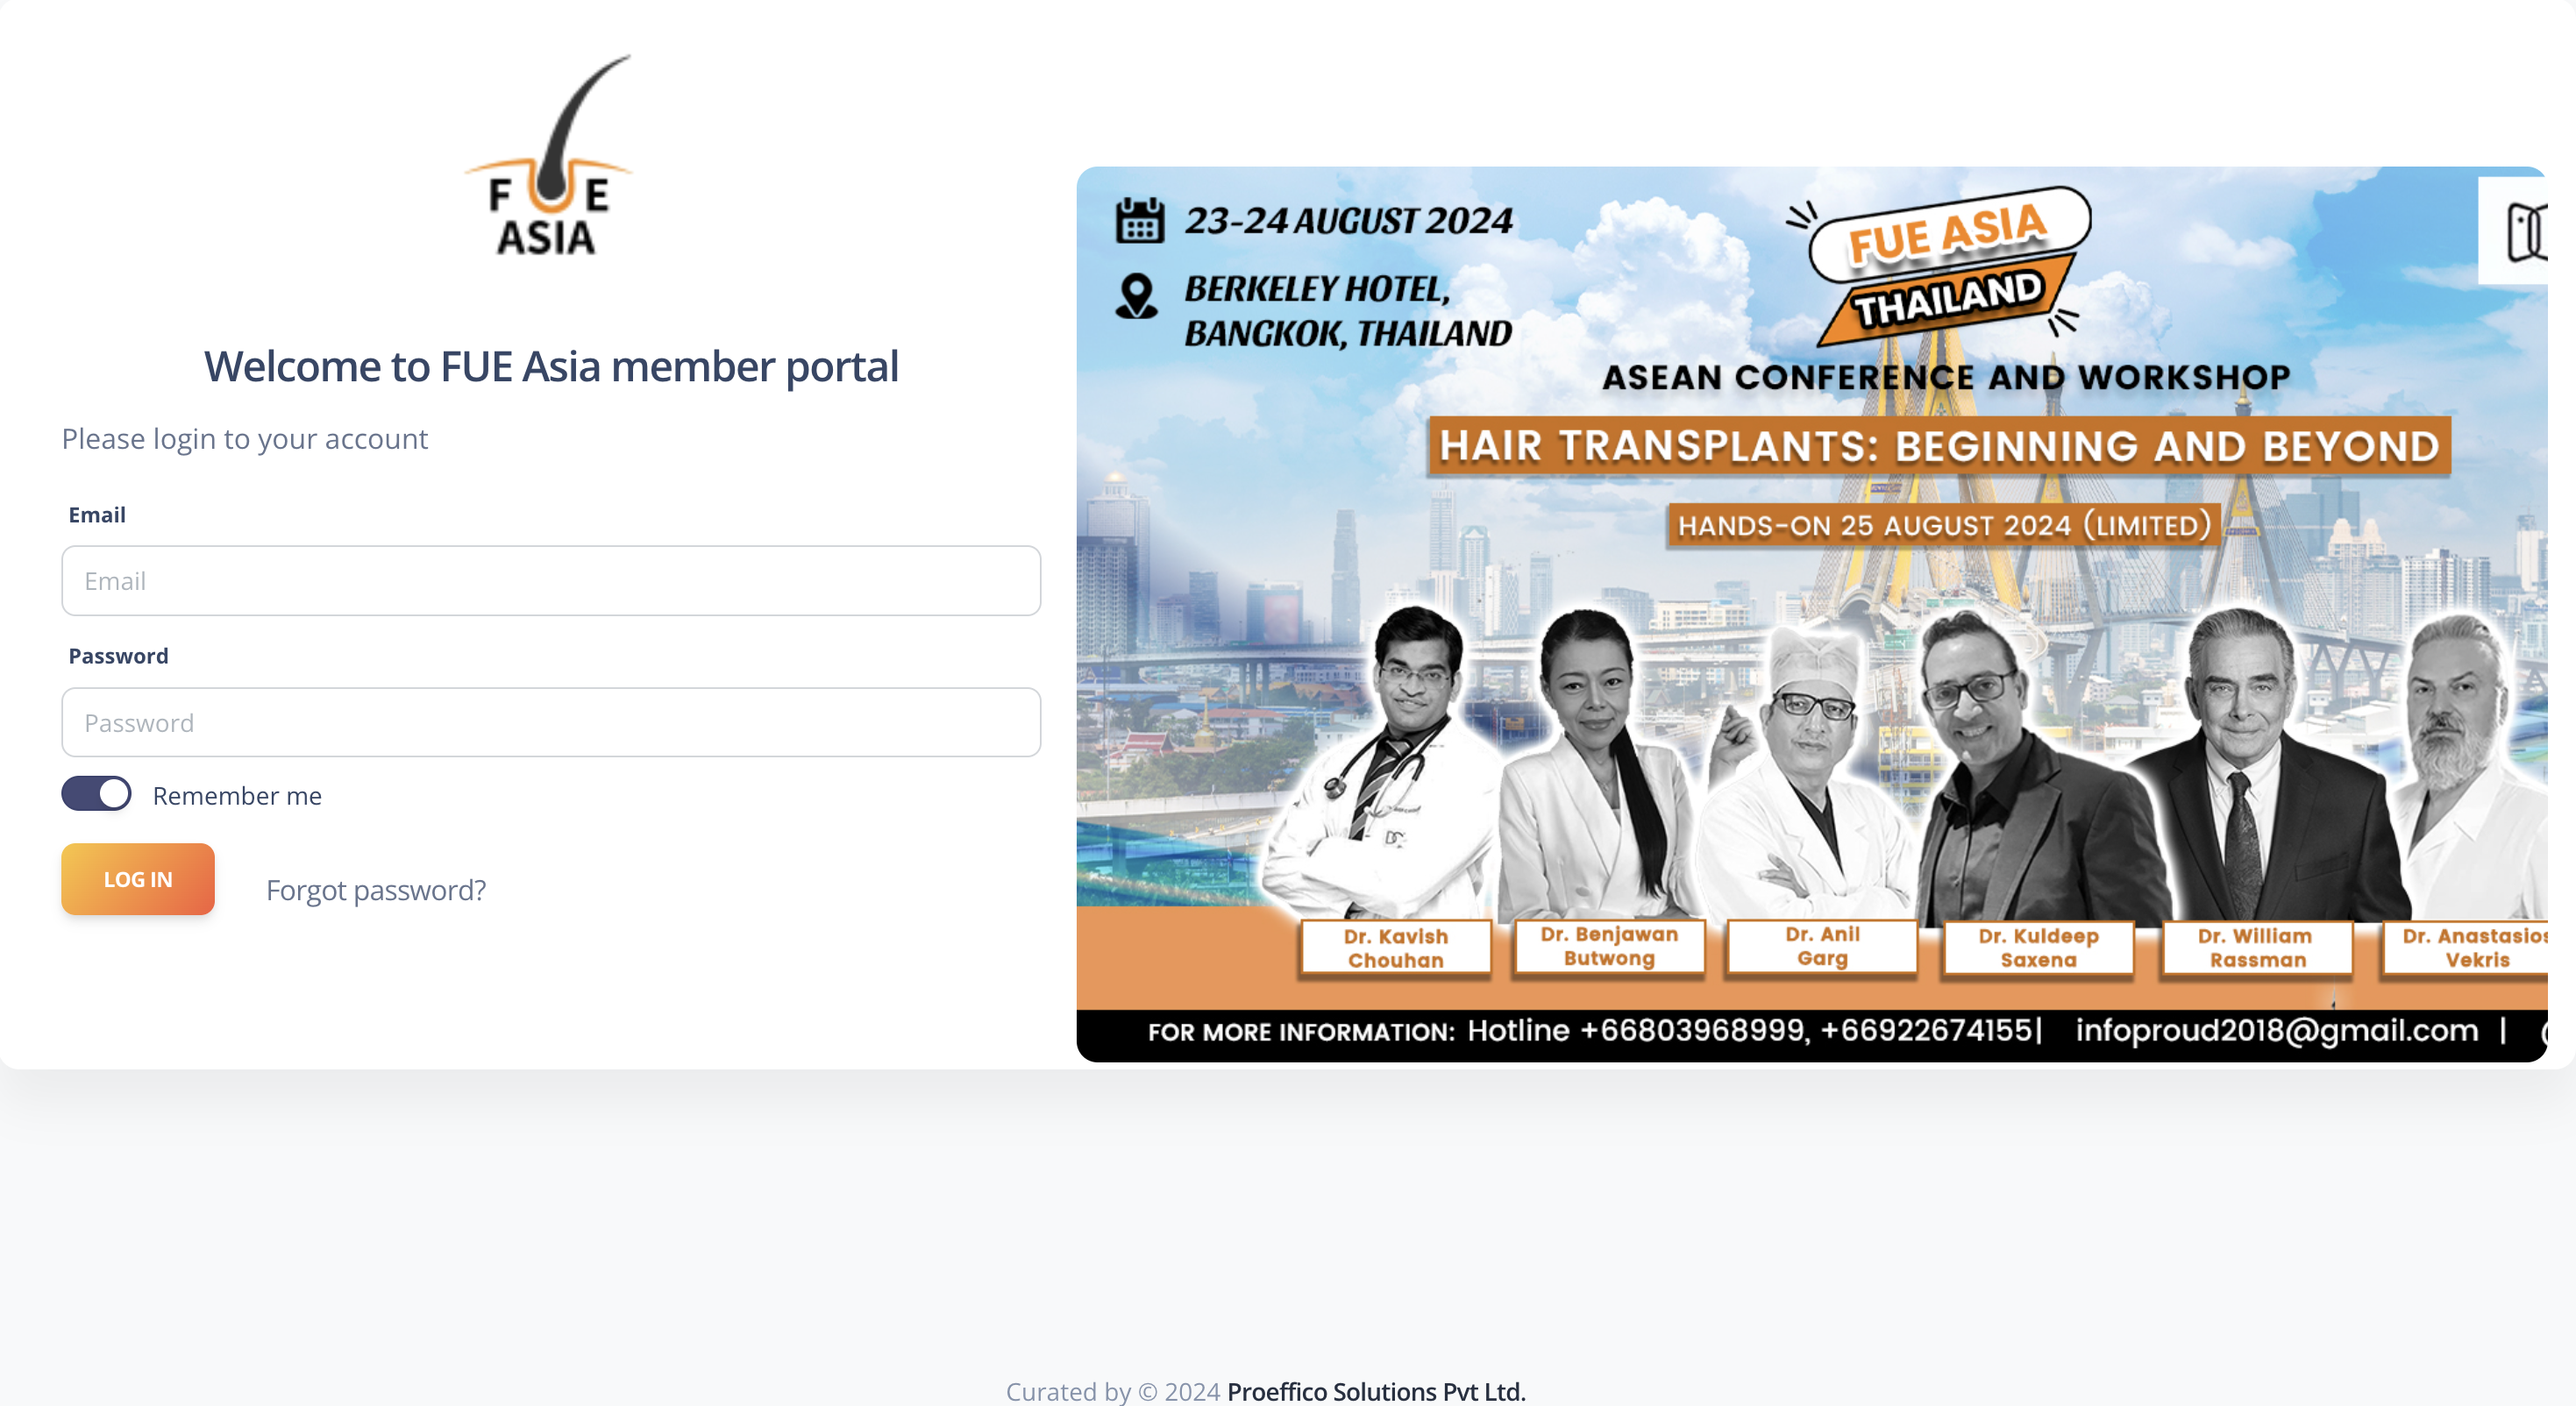 F U E
ASIA
Welcome to FUE Asia member portal
Please login to your account
Email
Email
Password
Password
Remember me
LOG IN
Forgot password?
23-24 AUGUST 2024
BERKELEY HOTEL,
BANGKOK, THAILAND
FUE ASIA
THAILAND
ASEAN CONFERENCE AND WORKSHOP
HAIR TRANSPLANTS: BEGINNING AND BEYOND
HANDS-ON 25 AUGUST 2024 (LIMITED)
Dr. Kavish
Chouhan
Dr. Benjawan
Butwong
Dr. Anil
Garg
Dr. Kuldeep
Saxena
Dr. William
Rassman
Dr. Anastasios
Vekris
FOR MORE INFORMATION: Hotline +66803968999, +66922674155| infoproud2018@gmail.com |
Curated by © 2024 Proeffico Solutions Pvt Ltd.